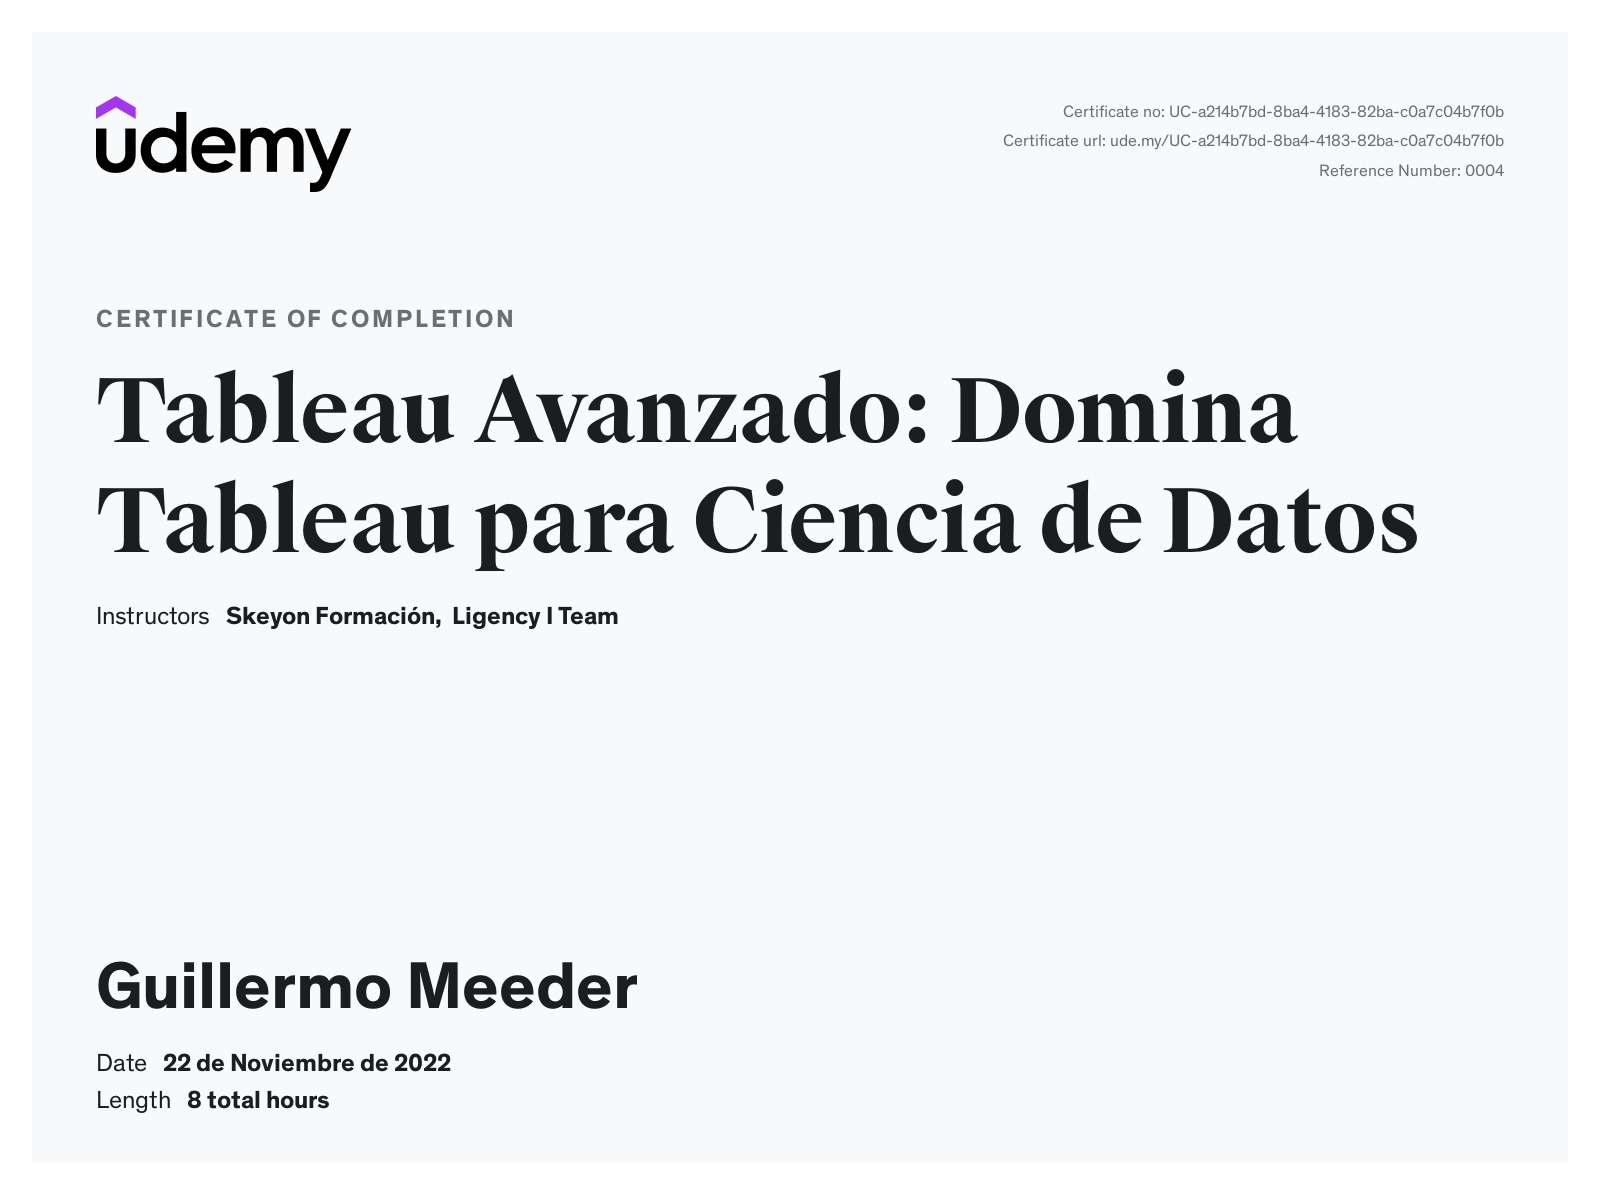 udemy
Certificate no: UC-a214b7bd-8ba4-4183-82ba-c0a7c04b7f0b
Certificate url: ude.my/UC-a214b7bd-8ba4-4183-82ba-c0a7c04b7f0b
Reference Number: 0004
CERTIFICATE OF COMPLETION
Tableau Avanzado: Domina
Tableau para Ciencia de Datos
Instructors Skeyon Formación, Ligency I Team
Guillermo Meeder
Date 22 de Noviembre de 2022
Length 8 total hours